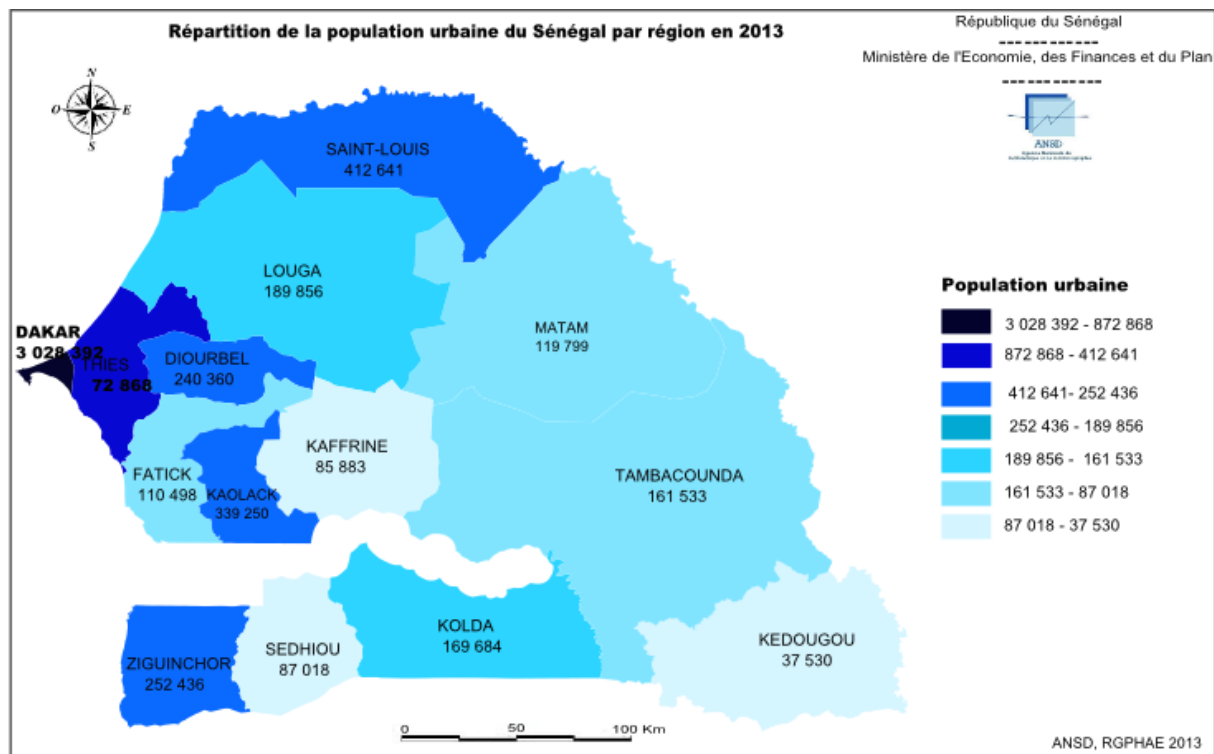 Répartition de la population urbaine du Sénégal par région en 2013
République du Sénégal
Ministère de l'Economie, des Finances et du Plan
ANSD
N
O
E
S
SAINT-LOUIS
412 641
LOUGA
189 856
MATAM
119 799
DAKAR
3 028 392
THIES
72 868
DIOURBEL
240 360
KAFFRINE
85 883
FATICK
110 498
KAOLACK
339 250
TAMBACOUNDA
161 533
ZIGUINCHOR
252 436
SEDHIOU
87 018
KOLDA
169 684
KEDOUGOU
37 530
Population urbaine
3 028 392 - 872 868
872 868 - 412 641
412 641- 252 436
252 436 - 189 856
189 856 - 161 533
161 533 - 87 018
87 018 - 37 530
0 50 100 Km
ANSD, RGPHAE 2013